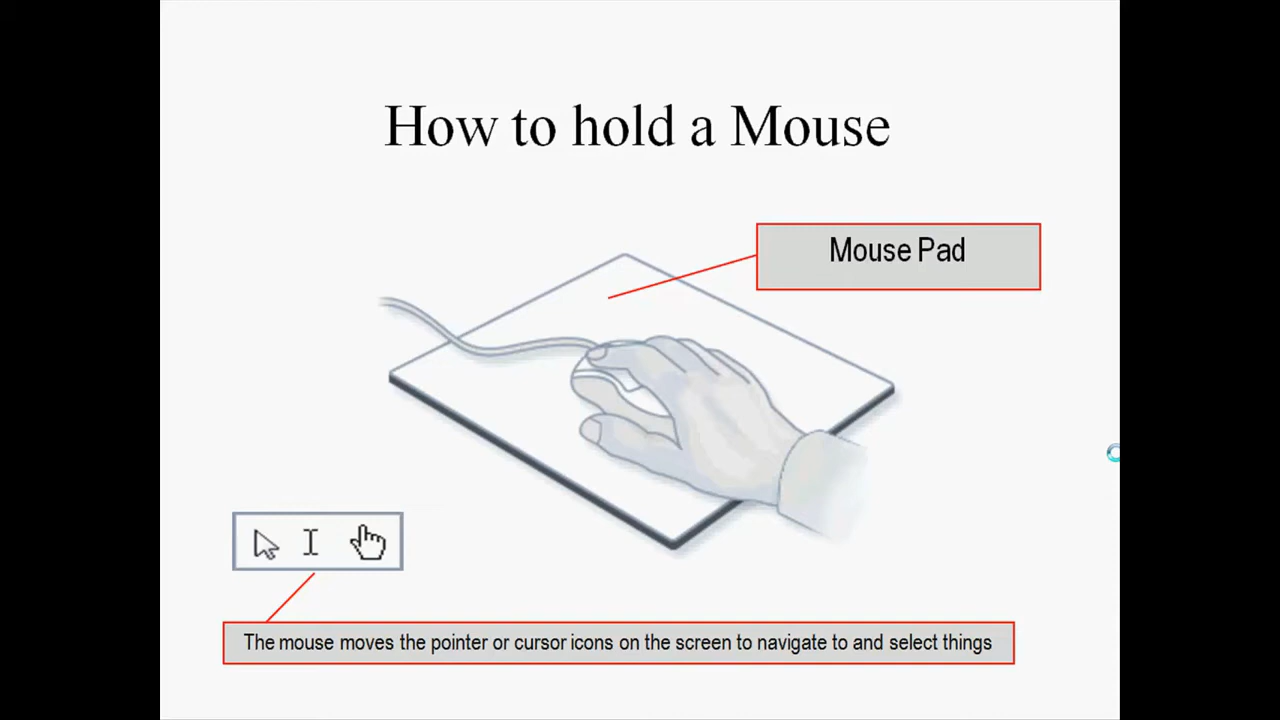 How to hold a Mouse
Mouse Pad
The mouse moves the pointer or cursor icons on the screen to navigate to and select things